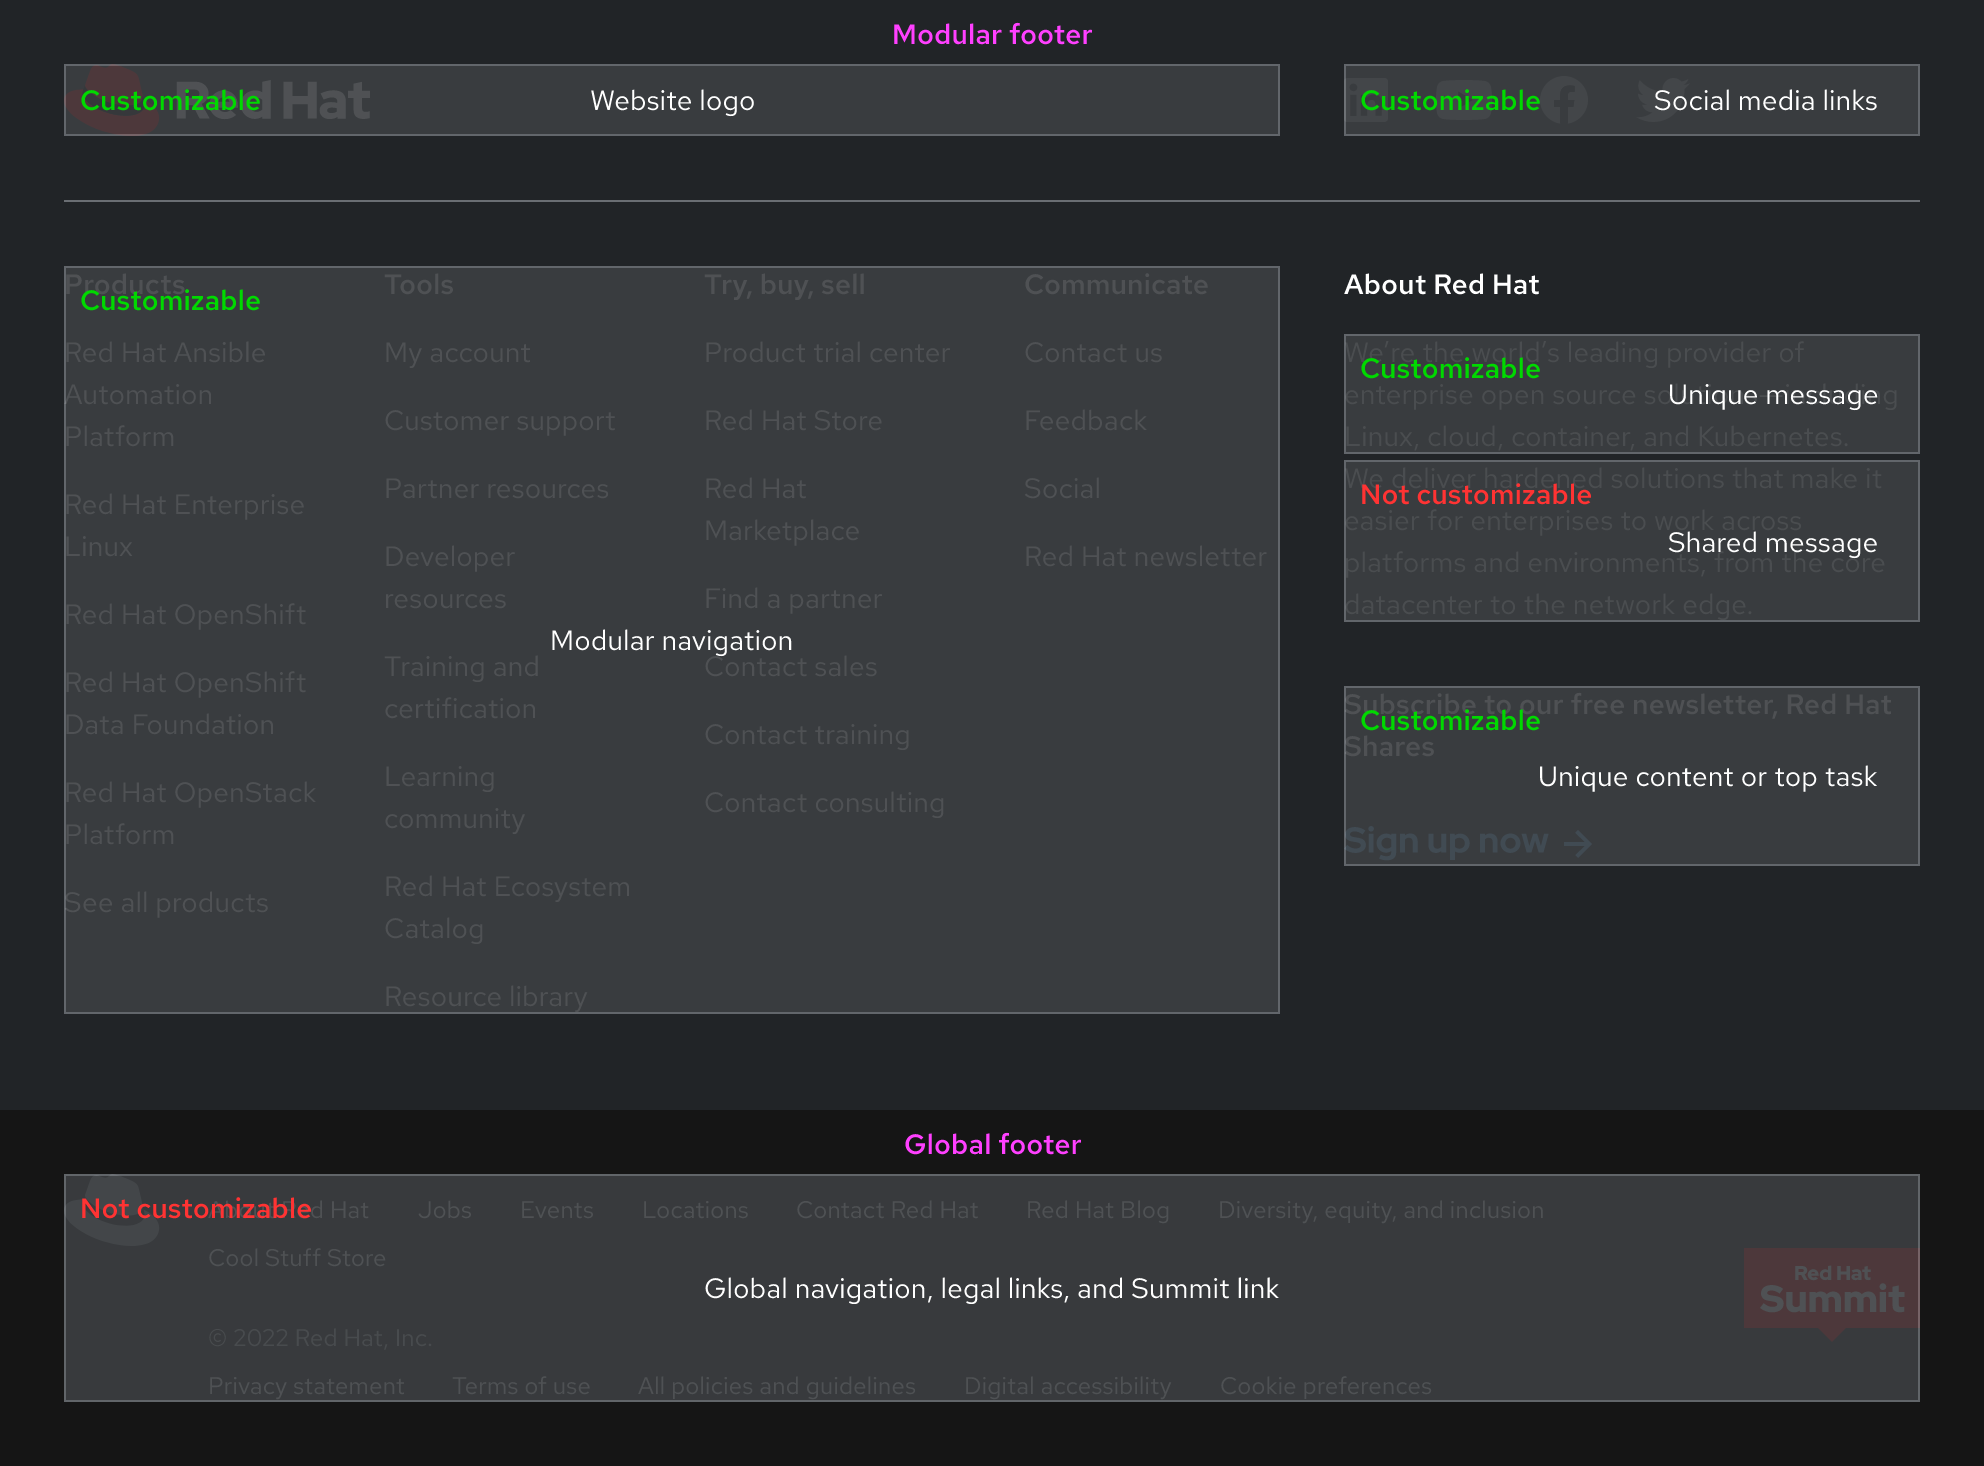 Modular footer
Red Hat
Customizable
Website logo
Customizable
Social media links
Products
Customizable
Red Hat Ansible
Automation
Platform
Red Hat Enterprise
Linux
Red Hat OpenShift
Red Hat OpenShift
Data Foundation
Red Hat OpenStack
Platform
See all products
Tools
My account
Customer support
Partner resources
Developer
resources
Training and
certification
Learning
community
Red Hat Ecosystem
Catalog
Resource library
Try, buy, sell
Product trial center
Red Hat Store
Red Hat
Marketplace
Find a partner
Contact sales
Contact training
Contact consulting
Communicate
Contact us
Feedback
Social
Red Hat newsletter
Modular navigation
About Red Hat
We're the world's leading provider of
Customizable
enterprise open source
Unique message
Linux, cloud, container, and Kubernetes.
We deliver hardened solutions that make it
Not customizable
easier for enterprises to work across
Shared message
platforms and environments, from the core
datacenter to the network edge.
Subscribe to our free newsletter, Red Hat
Customizable
Shares
Unique content or top task
Sign up now →
Global footer
Not customizable
About Red Hat Jobs Events Locations Contact Red Hat Red Hat Blog Diversity, equity, and inclusion
Cool Stuff Store
Global navigation, legal links, and Summit link
Red Hat
Summit
© 2022 Red Hat, Inc.
Privacy statement Terms of use All policies and guidelines Digital accessibility Cookie preferences